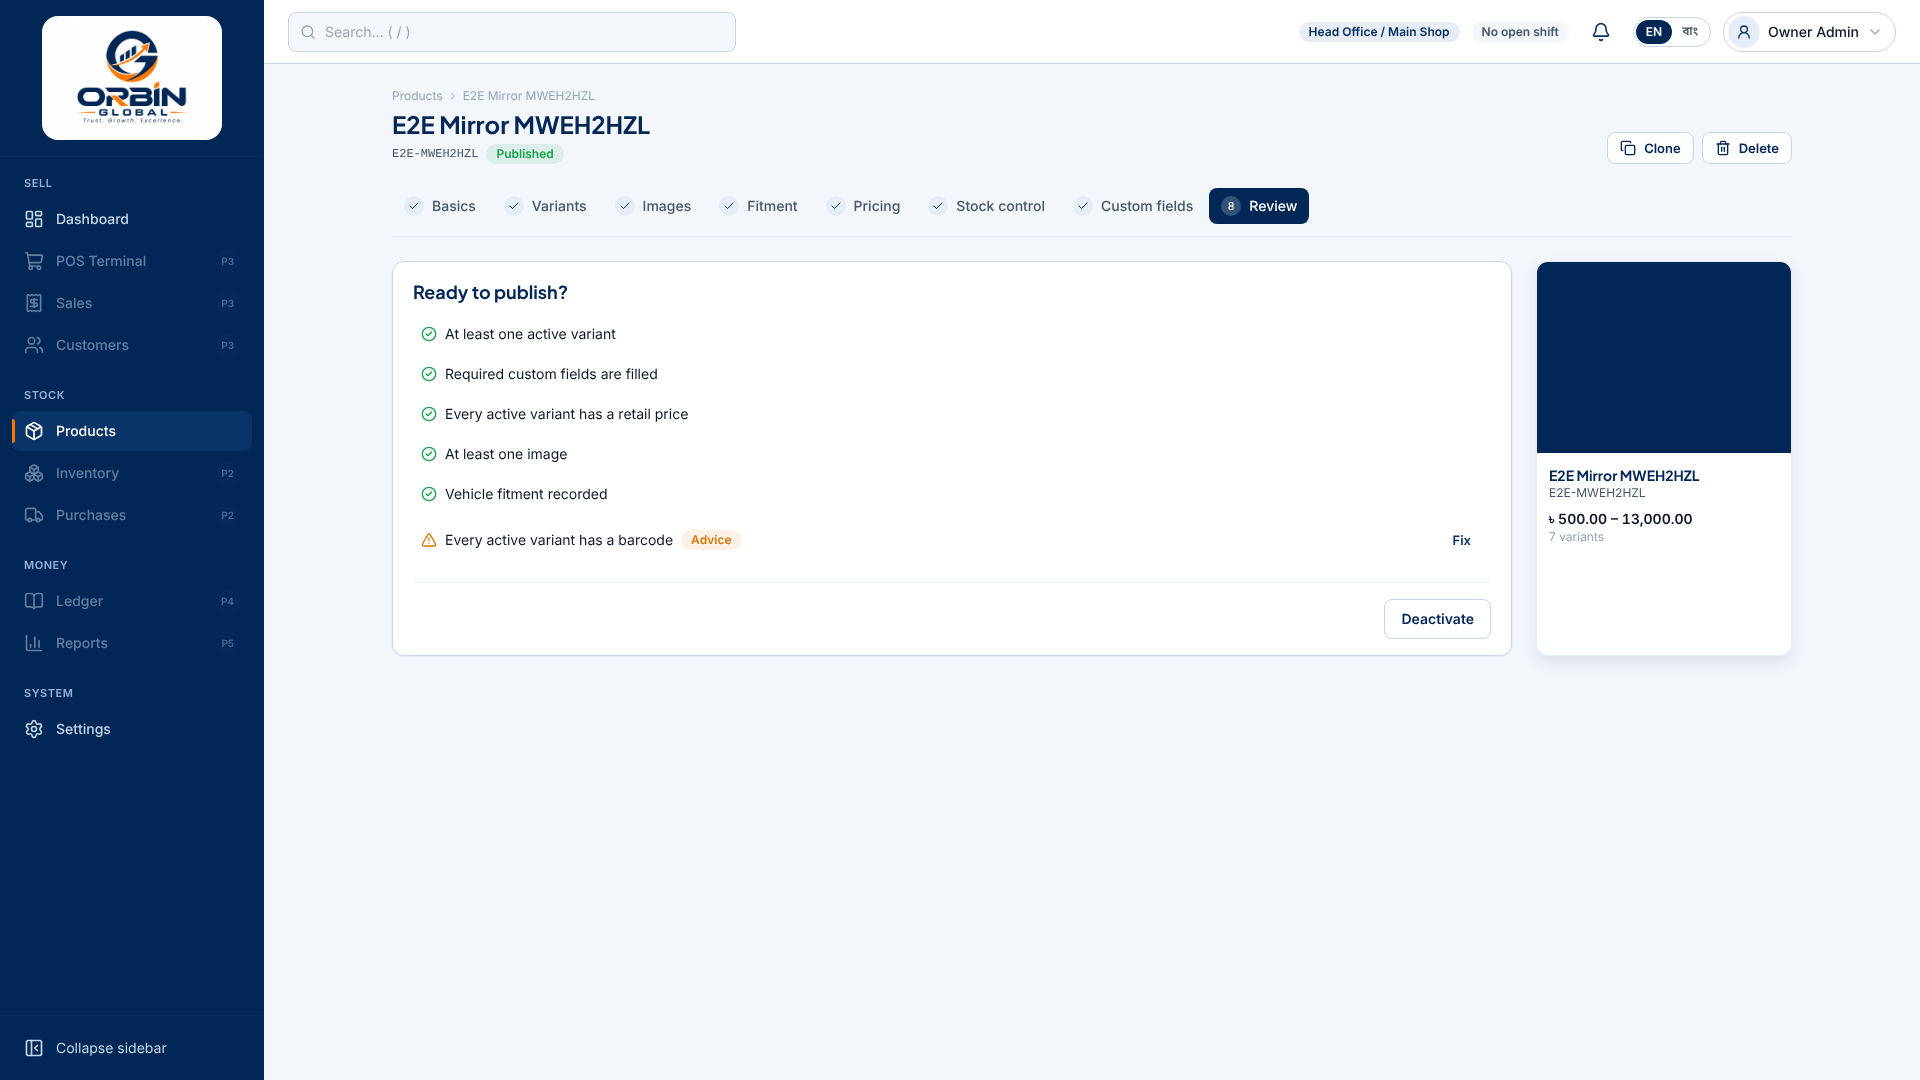 ORBIN
GLOBAL
Trust. Growth. Excellence.
SELL
Dashboard
POS Terminal P3
Sales P3
Customers P3
STOCK
Products
Inventory P2
Purchases P2
MONEY
Ledger P4
Reports P5
SYSTEM
Settings
Collapse sidebar
Search... ( / )
Head Office / Main Shop
No open shift
EN
বাং
Owner Admin
Products > E2E Mirror MWEH2HZL
E2E Mirror MWEH2HZL
E2E-MWEH2HZL Published
Clone
Delete
Basics
Variants
Images
Fitment
Pricing
Stock control
Custom fields
8 Review
Ready to publish?
At least one active variant
Required custom fields are filled
Every active variant has a retail price
At least one image
Vehicle fitment recorded
Every active variant has a barcode Advice Fix
Deactivate
E2E Mirror MWEH2HZL
E2E-MWEH2HZL
৳ 500.00 – 13,000.00
7 variants